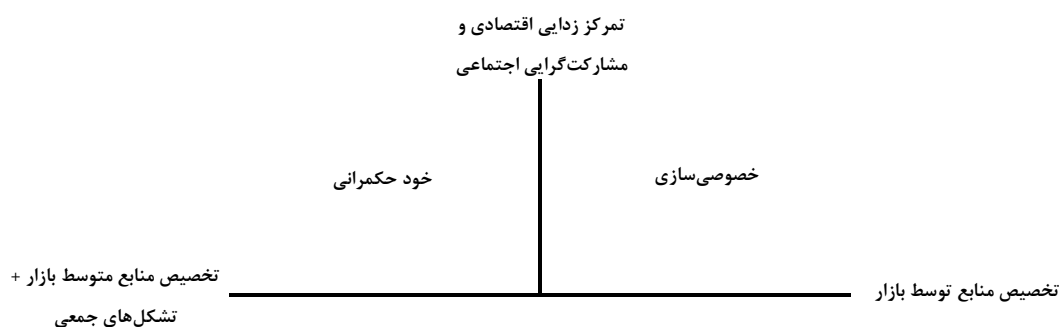 تمرکز زدایی اقتصادی و
مشارکت‌گرایی اجتماعی
خصوصی‌سازی
خود حکمرانی
تخصیص منابع توسط بازار
تخصیص منابع متوسط بازار +
تشکل‌های جمعی